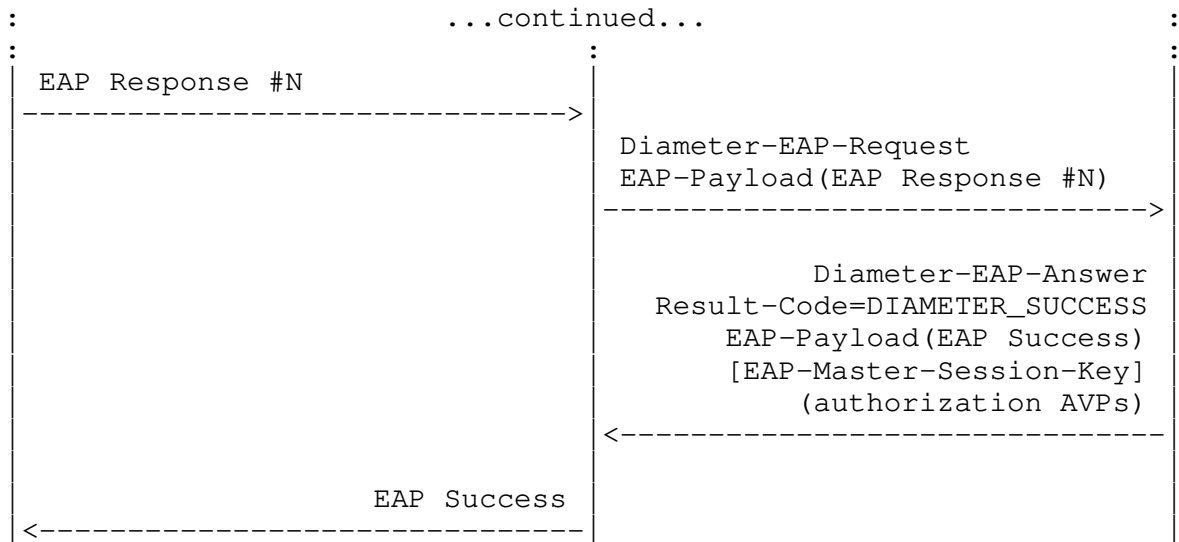 ...continued...
EAP Response #N
Diameter-EAP-Request
EAP-Payload(EAP Response #N)
Diameter-EAP-Answer
Result-Code=DIAMETER_SUCCESS
EAP-Payload(EAP Success)
[EAP-Master-Session-Key]
(authorization AVPs)
EAP Success